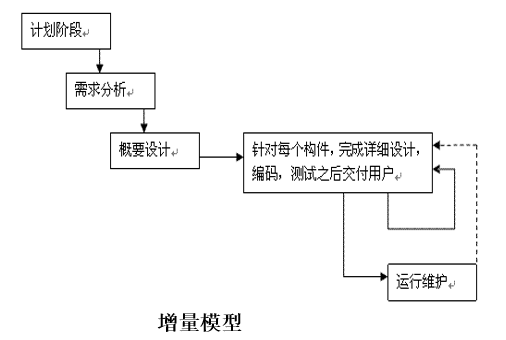 计划阶段
需求分析
概要设计
针对每个构件，完成详细设计，
编码，测试之后交付用户
运行维护
增量模型